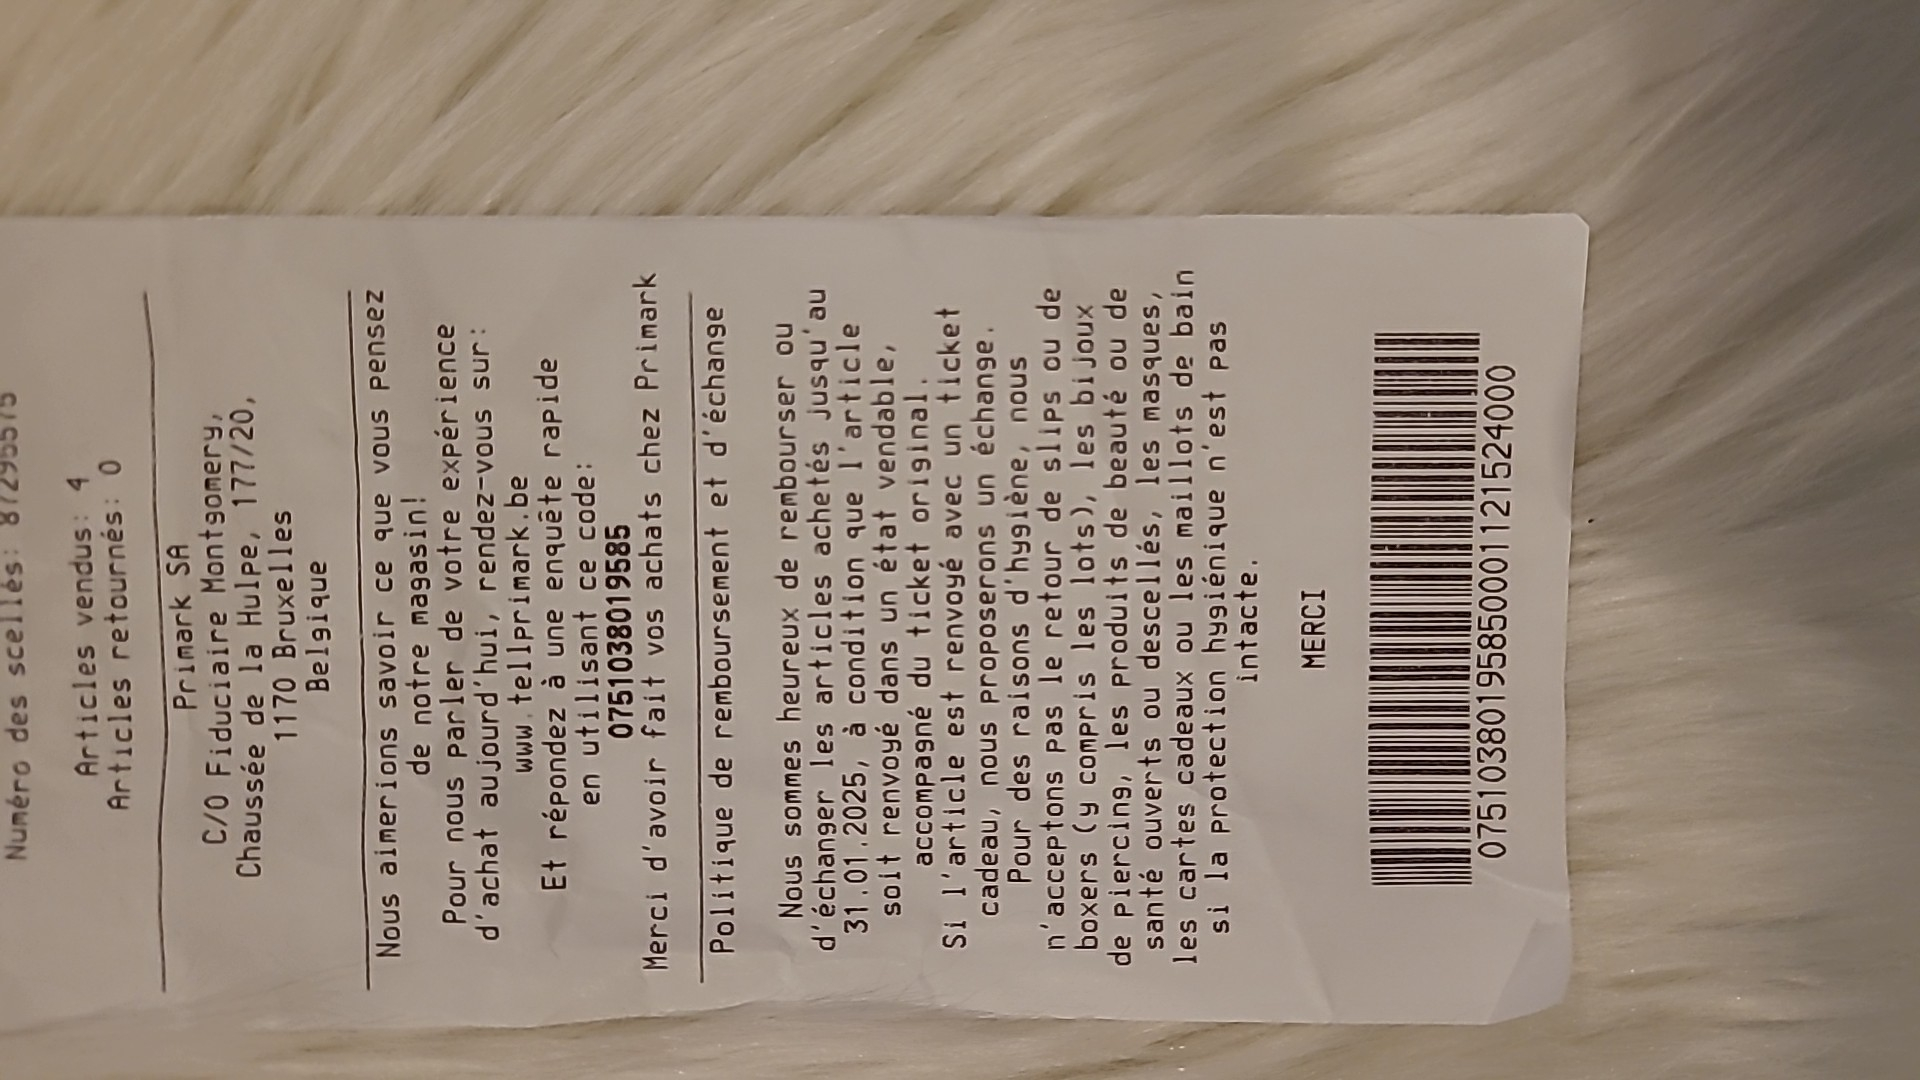 Numéro des scellés:
Articles vendus: 4
Articles retournés: 0
Primark SA
C/O Fiduciaire Montgomery,
Chaussée de la Hulpe, 177/20,
1170 Bruxelles
Belgique
Nous aimerions savoir ce que vous pensez
de notre magasin!
Pour nous parler de votre expérience
d'achat aujourd'hui, rendez-vous sur:
www.tellprimark.be
Et répondez à une enquête rapide
en utilisant ce code:
0751038019585
Merci d'avoir fait vos achats chez Primark
Politique de remboursement et d'échange
Nous sommes heureux de rembourser ou
d'échanger les articles achetés jusqu'au
31.01.2025, à condition que l'article
soit renvoyé dans un état vendable,
accompagné du ticket original.
Si l'article est renvoyé avec un ticket
cadeau, nous proposerons un échange.
Pour des raisons d'hygiène, nous
n'acceptons pas le retour de slips ou de
boxers (y compris les lots), les bijoux
de piercing, les produits de beauté ou de
santé ouverts ou descellés, les masques,
les cartes cadeaux ou les maillots de bain
si la protection hygiénique n'est pas
intacte.
MERCI
07510380195850001121524000